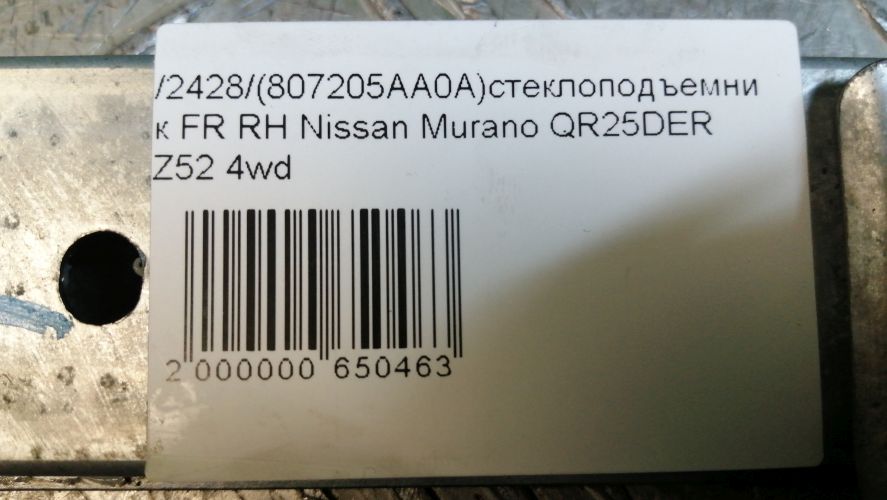 /2428/(807205AA0A)стеклоподъемни
к FR RH Nissan Murano QR25DER
Z52 4wd
2 000000 650463